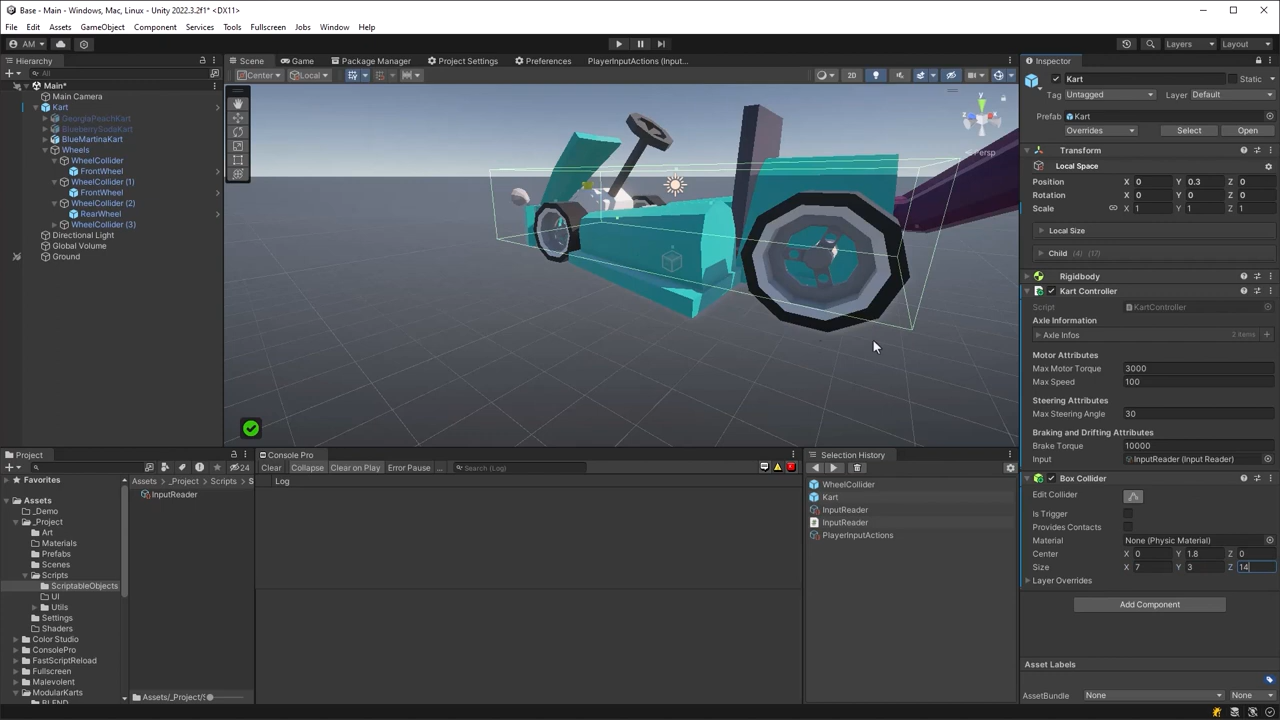 Base - Main - Windows, Mac, Linux - Unity 2022.3.2f1* <DX11>
File Edit Assets GameObject Component Services Tools Fullscreen Jobs Window Help
AM Layers Layout
Hierarchy
All
Main*
Main Camera
Kart
GeorgiaPeachKart
BlueberrySodaKart
BlueMartinaKart
Wheels
WheelCollider
FrontWheel
WheelCollider (1)
FrontWheel
WheelCollider (2)
RearWheel
WheelCollider (3)
Directional Light
Global Volume
Ground
Scene Game Package Manager Project Settings Preferences PlayerInputActions (Input...
Center Local 2D
y
Persp
Inspector
Kart Static
Tag Untagged Layer Default
Prefab Kart
Overrides Select Open
Transform
Local Space
Position X 0 Y 0.3 Z 0
Rotation X 0 Y 0 Z 0
Scale X 1 Y 1 Z 1
Local Size
Child (4) (17)
Rigidbody
Kart Controller
Script KartController
Axle Information
Axle Infos 2 items
Motor Attributes
Max Motor Torque 3000
Max Speed 100
Steering Attributes
Max Steering Angle 30
Braking and Drifting Attributes
Brake Torque 10000
Input InputReader (Input Reader)
Box Collider
Edit Collider
Is Trigger
Provides Contacts
Material None (Physic Material)
Center X 0 Y 1.8 Z 0
Size X 7 Y 3 Z 14
Layer Overrides
Add Component
Asset Labels
AssetBundle None None
Project
24
Favorites
Assets
_Demo
_Project
Art
Materials
Prefabs
Scenes
Scripts
ScriptableObjects
UI
Utils
Settings
Shaders
Color Studio
ConsolePro
FastScriptReload
Fullscreen
Malevolent
ModularKarts
BLEND
Assets > _Project > Scripts > S
InputReader
Assets/_Project/S
Console Pro
Clear Collapse Clear on Play Error Pause ... Search (Log)
Log
Selection History
WheelCollider
Kart
InputReader
InputReader
PlayerInputActions